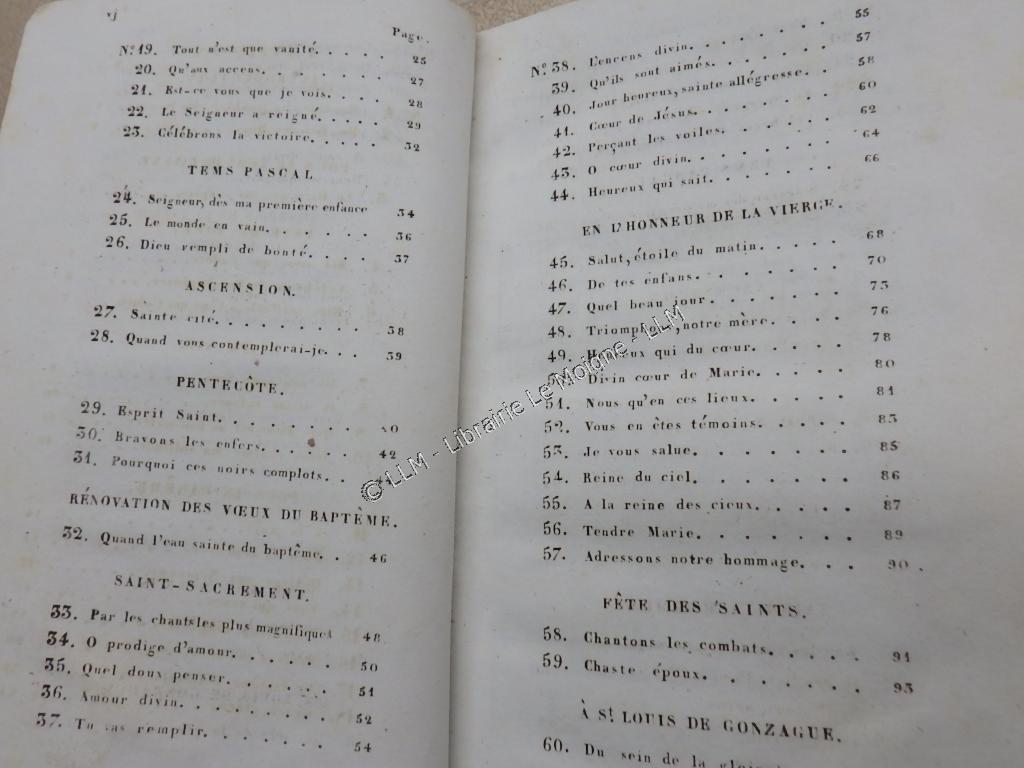 vj
Page.
Nº. 19. Tout n'est que vanité. . . . . 25
20. Qu'aux accens. . . . . . . 27
21. Est-ce vous que je vois. . . . . 28
22. Le Seigneur a reigné. . . . . 29
23. Célébrons la victoire. . . . . 32
TEMS PASCAL
24. Seigneur, dès ma première enfance 34
25. Le monde en vain. . . . . . . 36
26. Dieu rempli de bonté. . . . . 37
ASCENSION.
27. Sainte cité. . . . . . . . . 38
28. Quand vous contemplerai-je. . . . 39
PENTECÔTE.
29. Esprit Saint. . . . . . . . 40
30. Bravons les enfers. . . . . . 42
31. Pourquoi ces noirs complots. . . 44
RÉNOVATION DES VŒUX DU BAPTÊME.
32. Quand l'eau sainte du baptême. . . 46
SAINT-SACREMENT.
33. Par les chants les plus magnifiques 48
34. O prodige d'amour. . . . . . . 50
35. Quel doux penser. . . . . . . 51
36. Amour divin. . . . . . . . . 52
37. Tu vas remplir. . . . . . . . 54
Nº. 38. L'encens divin. . . . . . . . 55
39. Qu'ils sont aimés. . . . . . . 57
40. Jour heureux, sainte allégresse. . . 58
41. Cœur de Jésus. . . . . . . . 60
42. Perçant les voiles. . . . . . . 62
43. O cœur divin. . . . . . . . 64
44. Heureux qui sait. . . . . . . 66
EN L'HONNEUR DE LA VIERGE.
45. Salut, étoile du matin. . . . . 68
46. De tes enfans. . . . . . . . 70
47. Quel beau jour. . . . . . . 73
48. notre mère. . . . . 76
49. qui du cœur. . . . . . 78
Divin cœur de Marie. . . . . . 80
51. Nous qu'en ces lieux. . . . . . 81
52. Vous en êtes témoins. . . . . . 83
53. Je vous salue. . . . . . . . 85
54. Reine du ciel. . . . . . . . 86
55. A la reine des cieux. . . . . . 87
56. Tendre Marie. . . . . . . . 89
57. Adressons notre hommage. . . . 90
FÊTE DES SAINTS.
58. Chantons les combats. . . . . . 91
59. Chaste époux. . . . . . . . 93
À St. LOUIS DE GONZAGUE.
60. Du sein de la
© LLM - Librairie Le Moigne - LLM